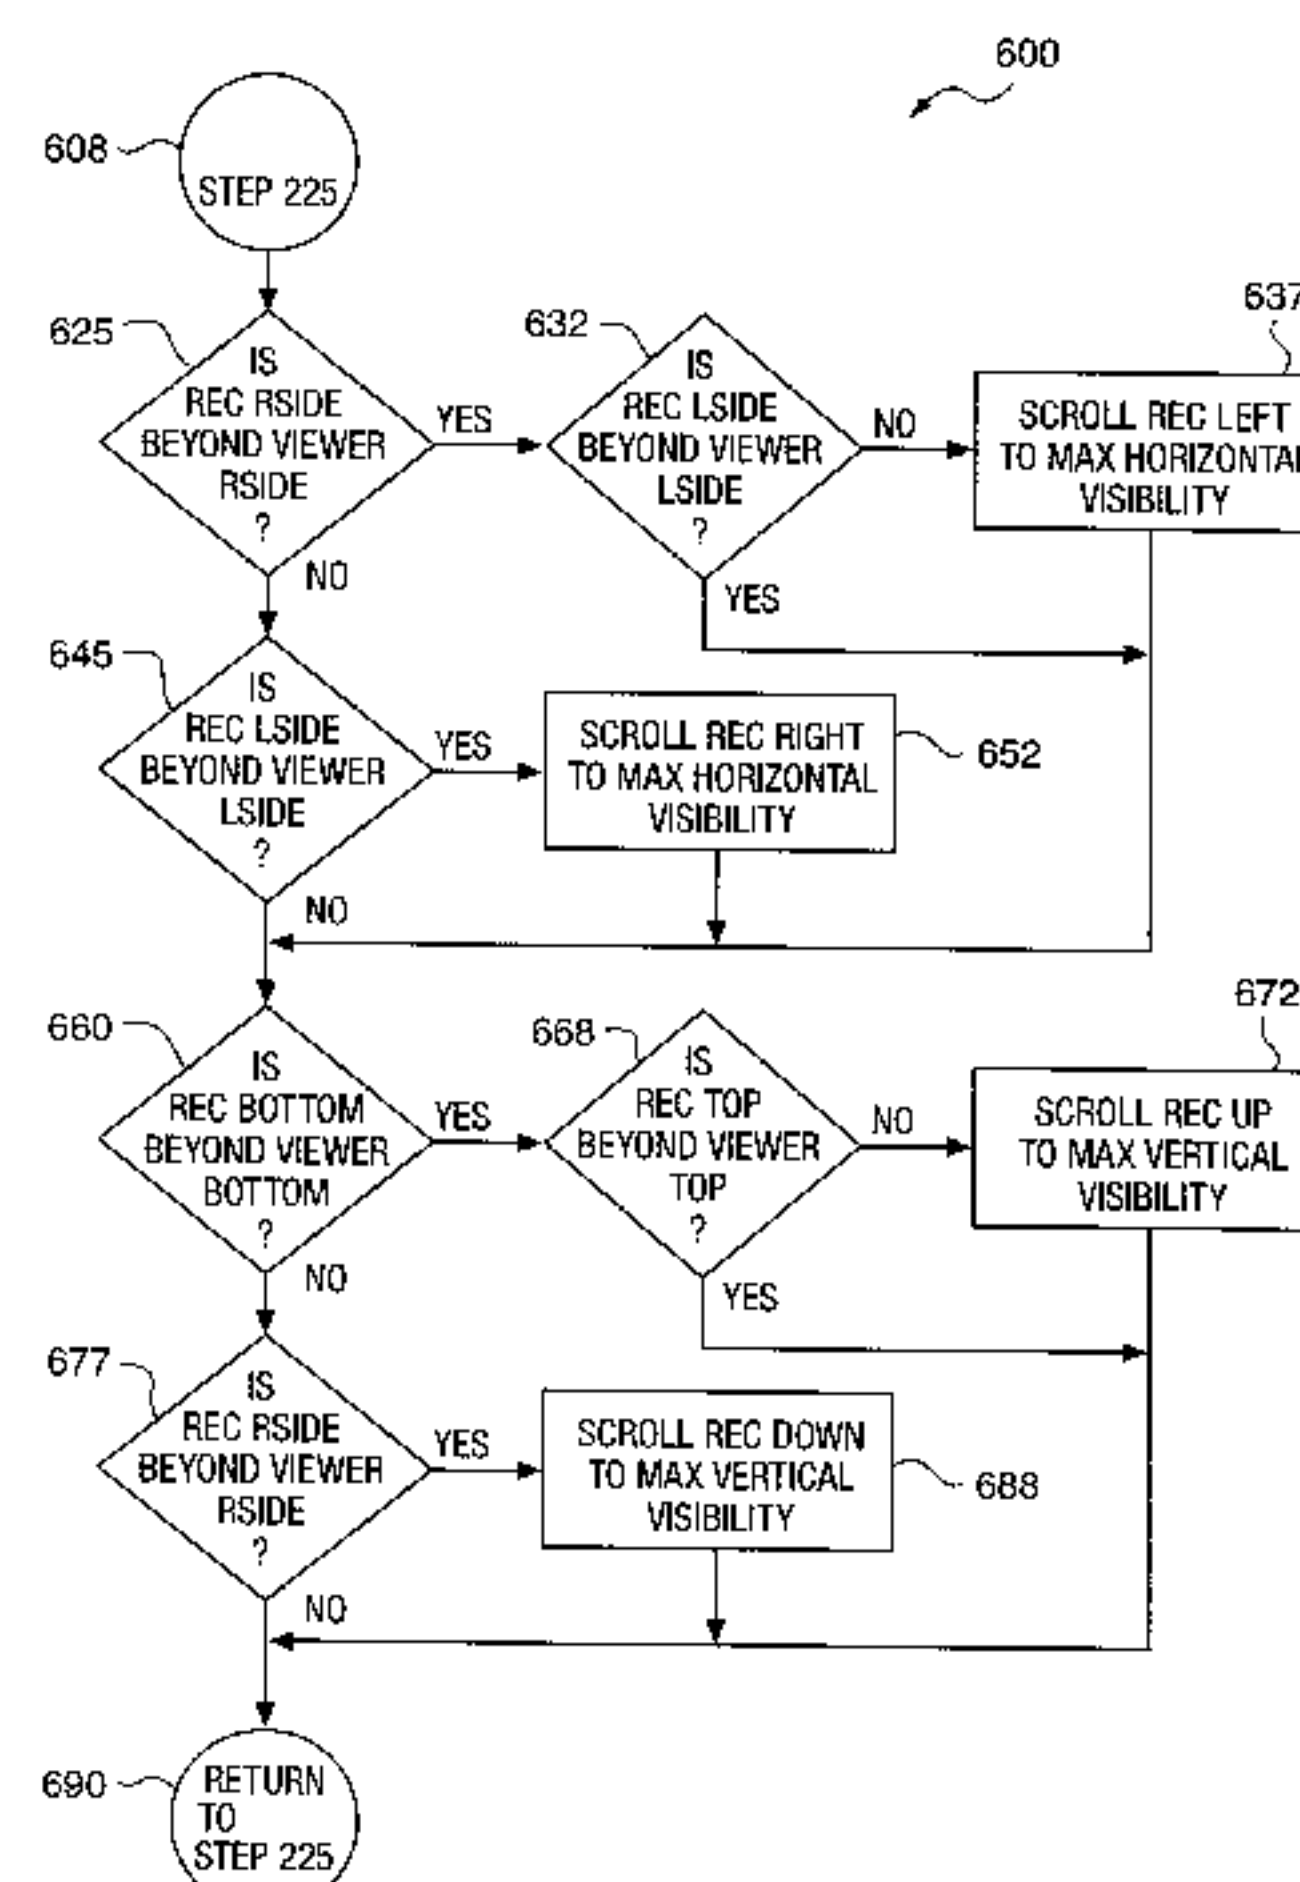 600
608
STEP 225
625
IS
REC RSIDE
BEYOND VIEWER
RSIDE
?
YES
NO
632
IS
REC LSIDE
BEYOND VIEWER
LSIDE
?
NO
YES
637
SCROLL REC LEFT
TO MAX HORIZONTAL
VISIBILITY
645
IS
REC LSIDE
BEYOND VIEWER
LSIDE
?
YES
NO
SCROLL REC RIGHT
TO MAX HORIZONTAL
VISIBILITY
652
660
IS
REC BOTTOM
BEYOND VIEWER
BOTTOM
?
YES
NO
668
IS
REC TOP
BEYOND VIEWER
TOP
?
NO
YES
672
SCROLL REC UP
TO MAX VERTICAL
VISIBILITY
677
IS
REC RSIDE
BEYOND VIEWER
RSIDE
?
YES
NO
SCROLL REC DOWN
TO MAX VERTICAL
VISIBILITY
688
690
RETURN
TO
STEP 225